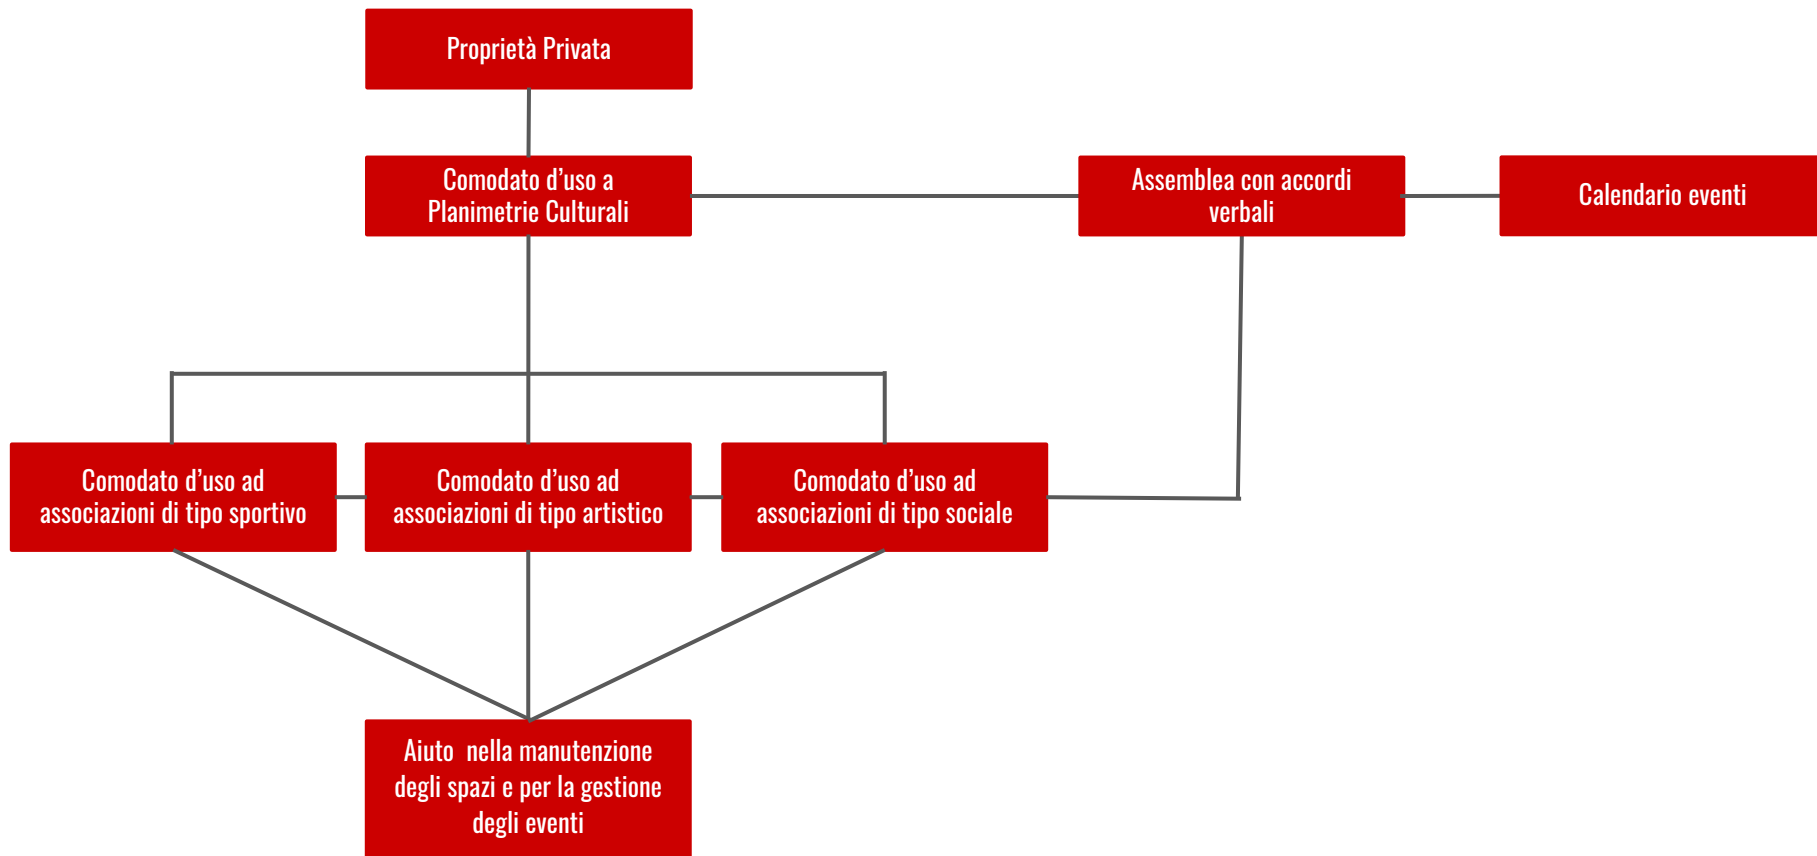 Proprietà Privata
Comodato d'uso a
Planimetrie Culturali
Assemblea con accordi
verbali
Calendario eventi
Comodato d'uso ad
associazioni di tipo sportivo
Comodato d'uso ad
associazioni di tipo artistico
Comodato d'uso ad
associazioni di tipo sociale
Aiuto  nella manutenzione
degli spazi e per la gestione
degli eventi